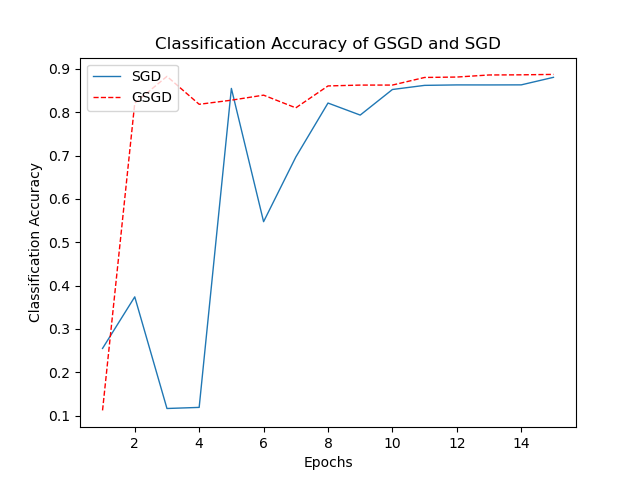 Classification Accuracy of GSGD and SGD
SGD
GSGD
Classification Accuracy
0.9
0.8
0.7
0.6
0.5
0.4
0.3
0.2
0.1
2 4 6 8 10 12 14
Epochs